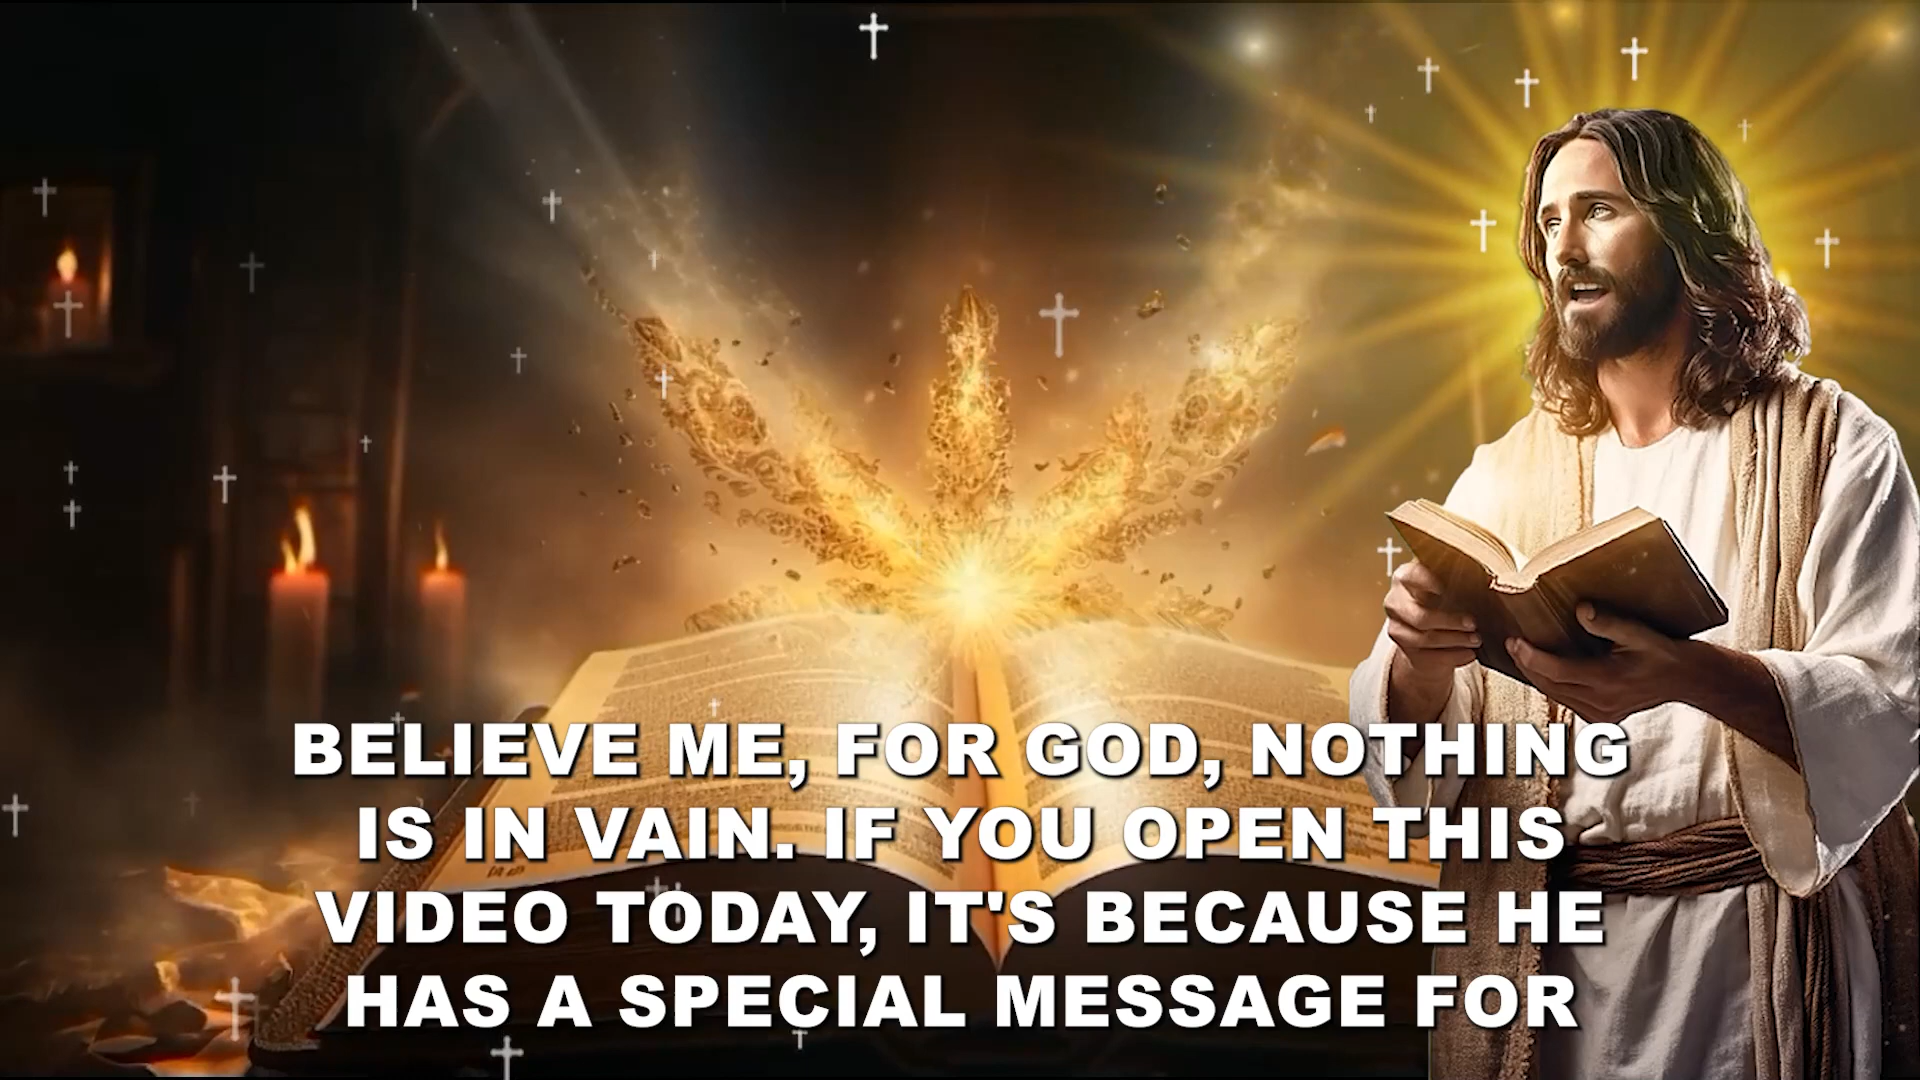 BELIEVE ME, FOR GOD, NOTHING
IS IN VAIN. IF YOU OPEN THIS
VIDEO TODAY, IT'S BECAUSE HE
HAS A SPECIAL MESSAGE FOR